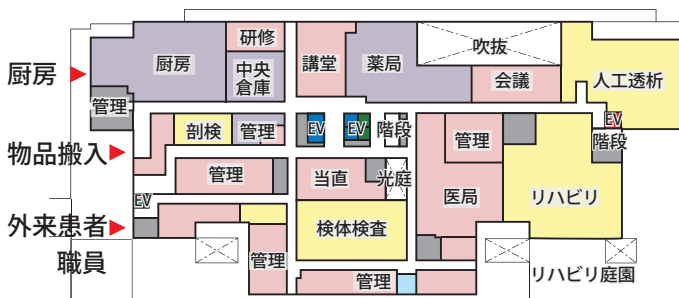 研修
吹抜
厨房
厨房
中央
倉庫
講堂
薬局
会議
人工透析
管理
剖検
管理
EV
EV
階段
管理
EV
階段
物品搬入
管理
当直
光庭
医局
リハビリ
EV
外来患者
検体検査
職員
管理
管理
リハビリ庭園